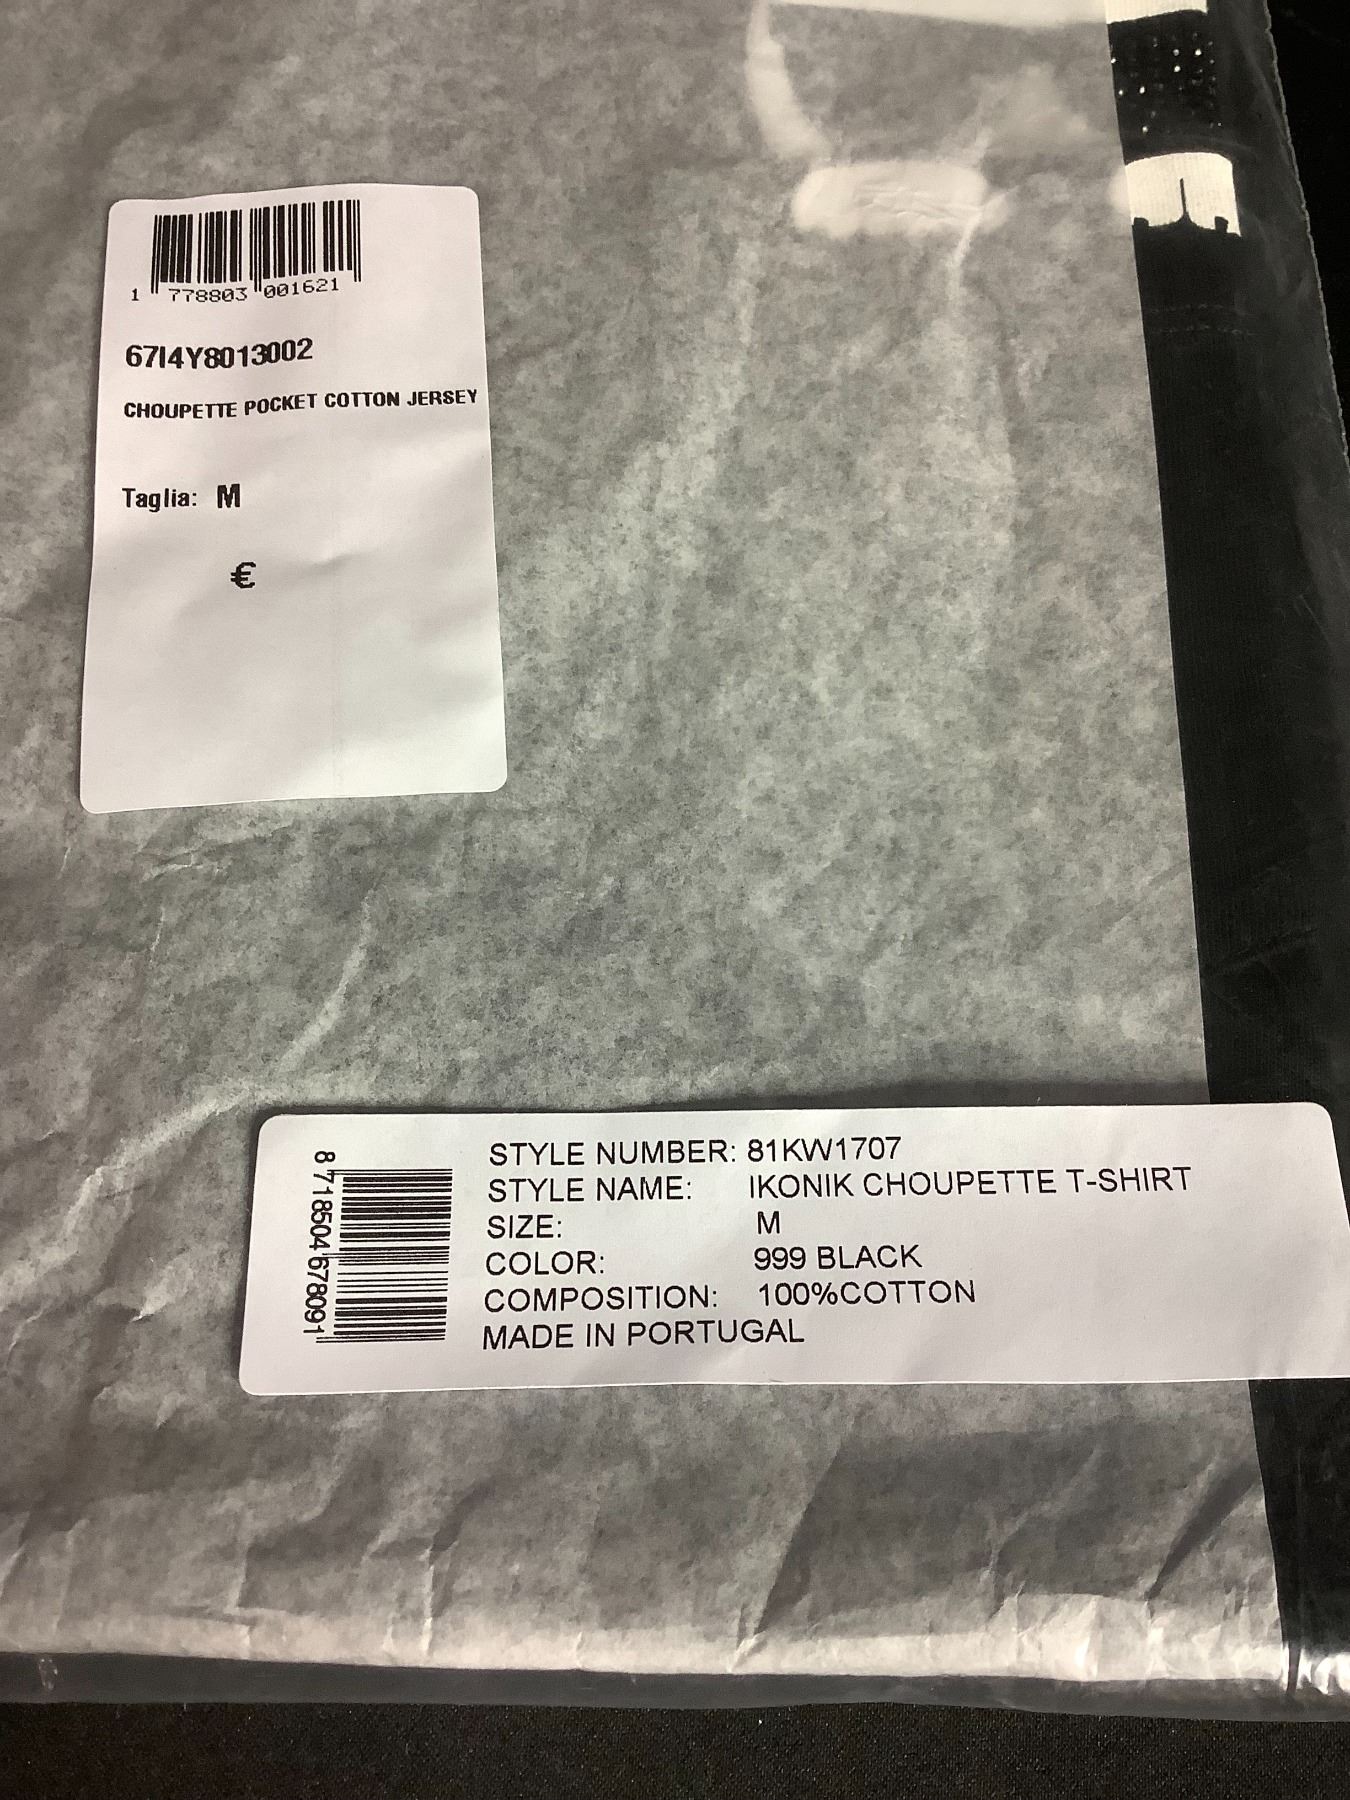 1 778803 001621
67I4Y8013002
CHOUPETTE POCKET COTTON JERSEY
Taglia: M
€
8 718504 678091
STYLE NUMBER: 81KW1707
STYLE NAME: IKONIK CHOUPETTE T-SHIRT
SIZE: M
COLOR: 999 BLACK
COMPOSITION: 100%COTTON
MADE IN PORTUGAL